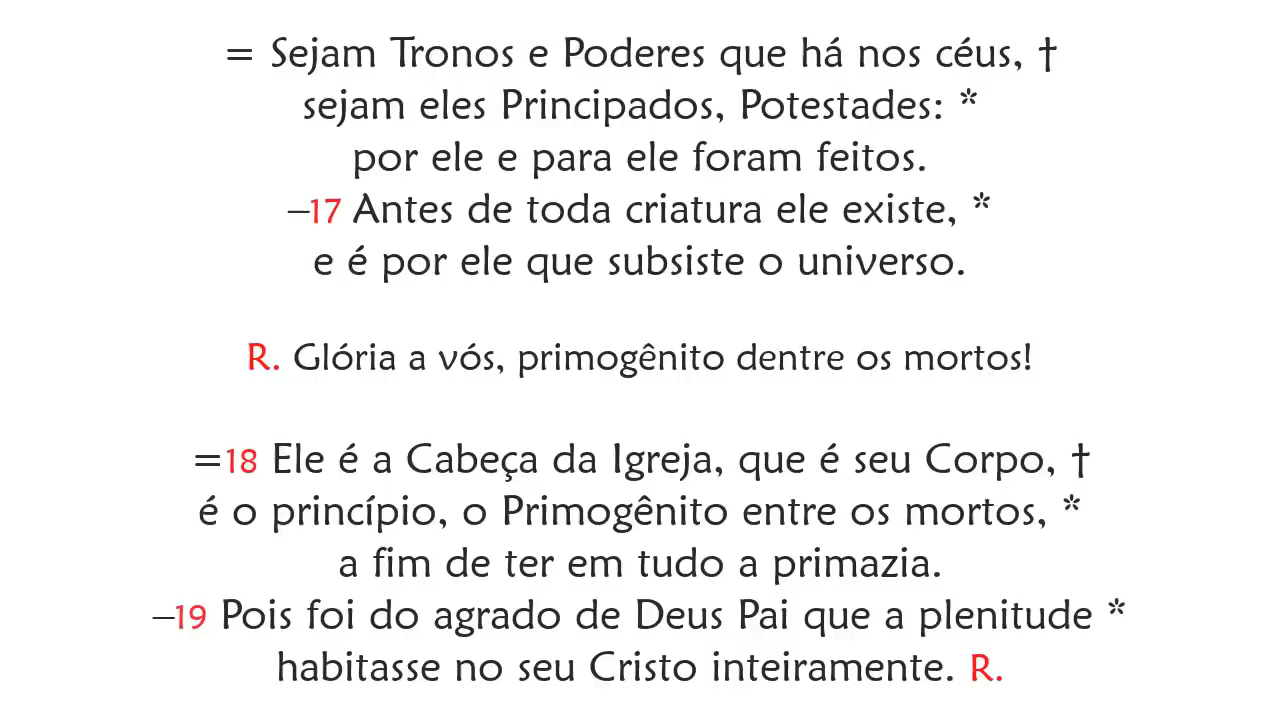 = Sejam Tronos e Poderes que há nos céus, †
sejam eles Principados, Potestades: *
por ele e para ele foram feitos.
–17 Antes de toda criatura ele existe, *
e é por ele que subsiste o universo.
R. Glória a vós, primogênito dentre os mortos!
=18 Ele é a Cabeça da Igreja, que é seu Corpo, †
é o princípio, o Primogênito entre os mortos, *
a fim de ter em tudo a primazia.
–19 Pois foi do agrado de Deus Pai que a plenitude *
habitasse no seu Cristo inteiramente. R.